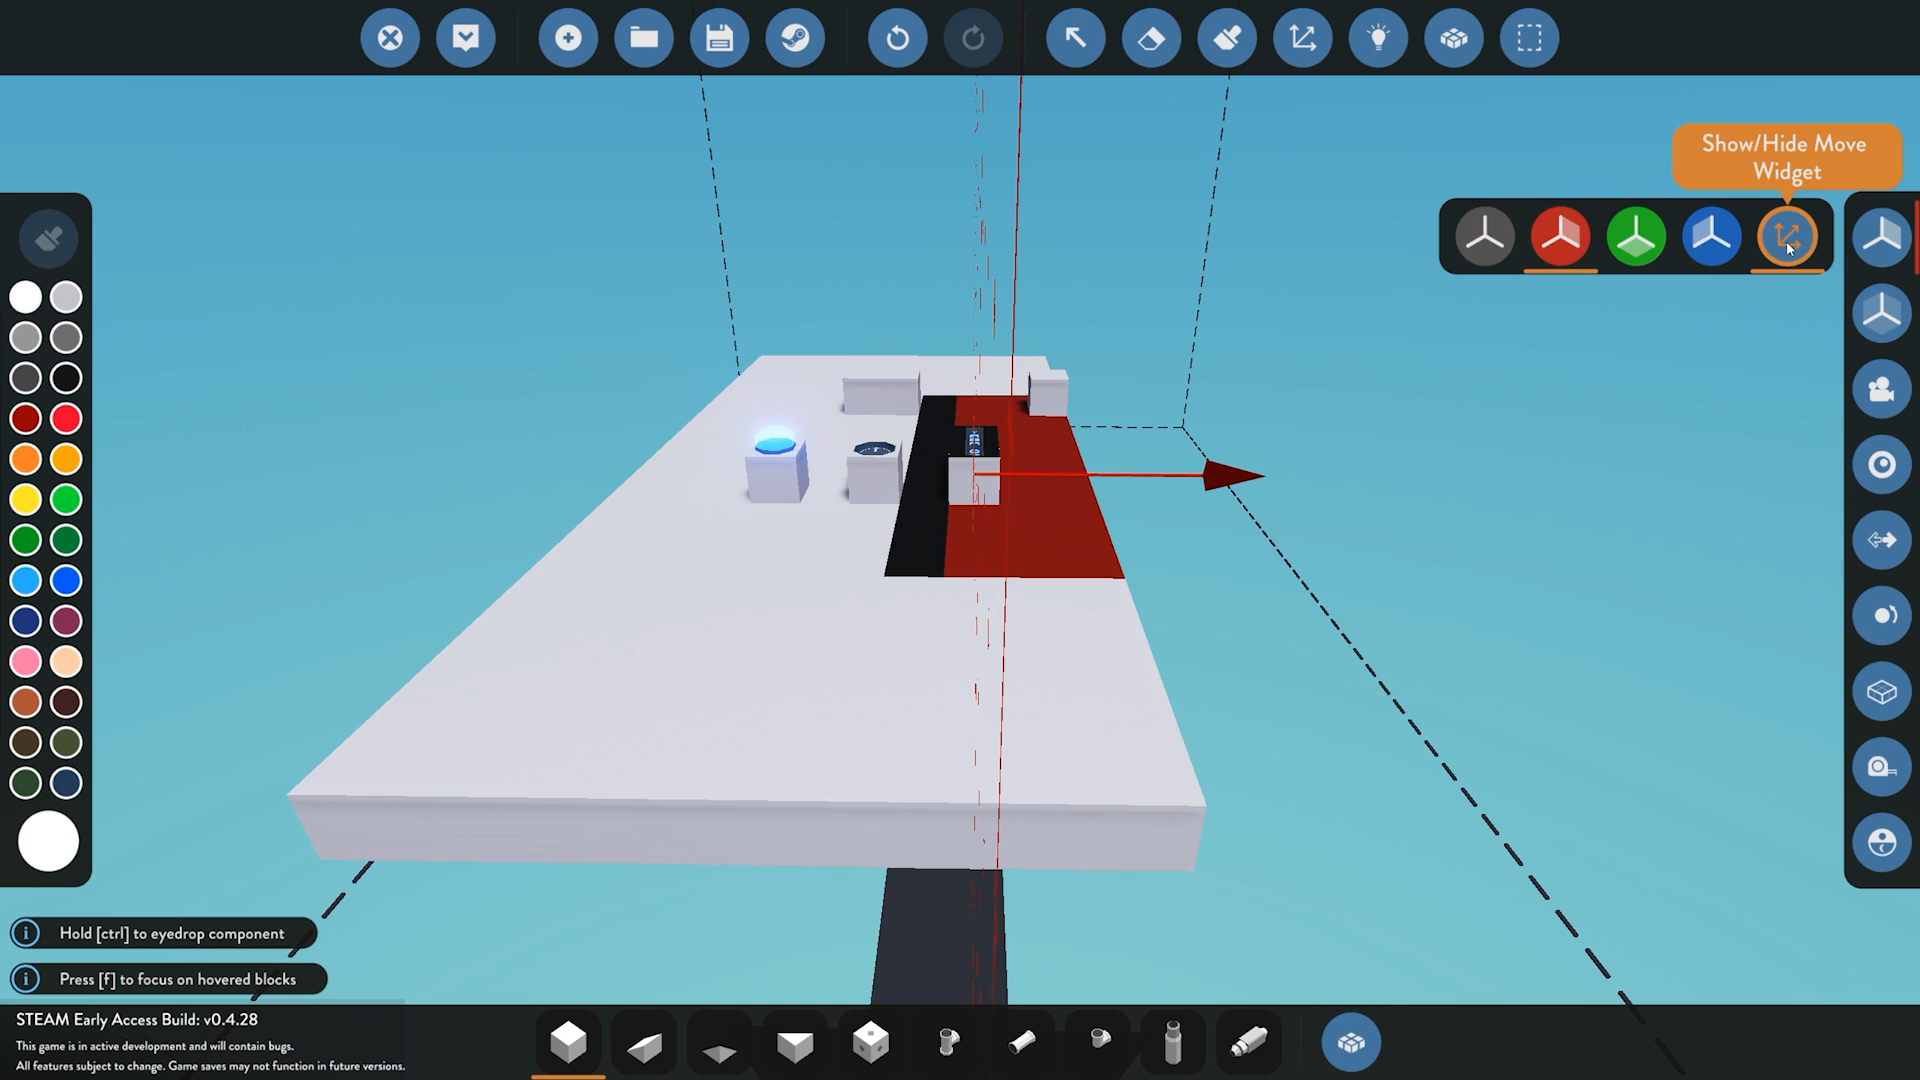 Show/Hide Move
Widget
Hold [ctrl] to eyedrop component
Press [f] to focus on hovered blocks
STEAM Early Access Build: v0.4.28
This game is in active development and will contain bugs.
All features subject to change. Game saves may not function in future versions.